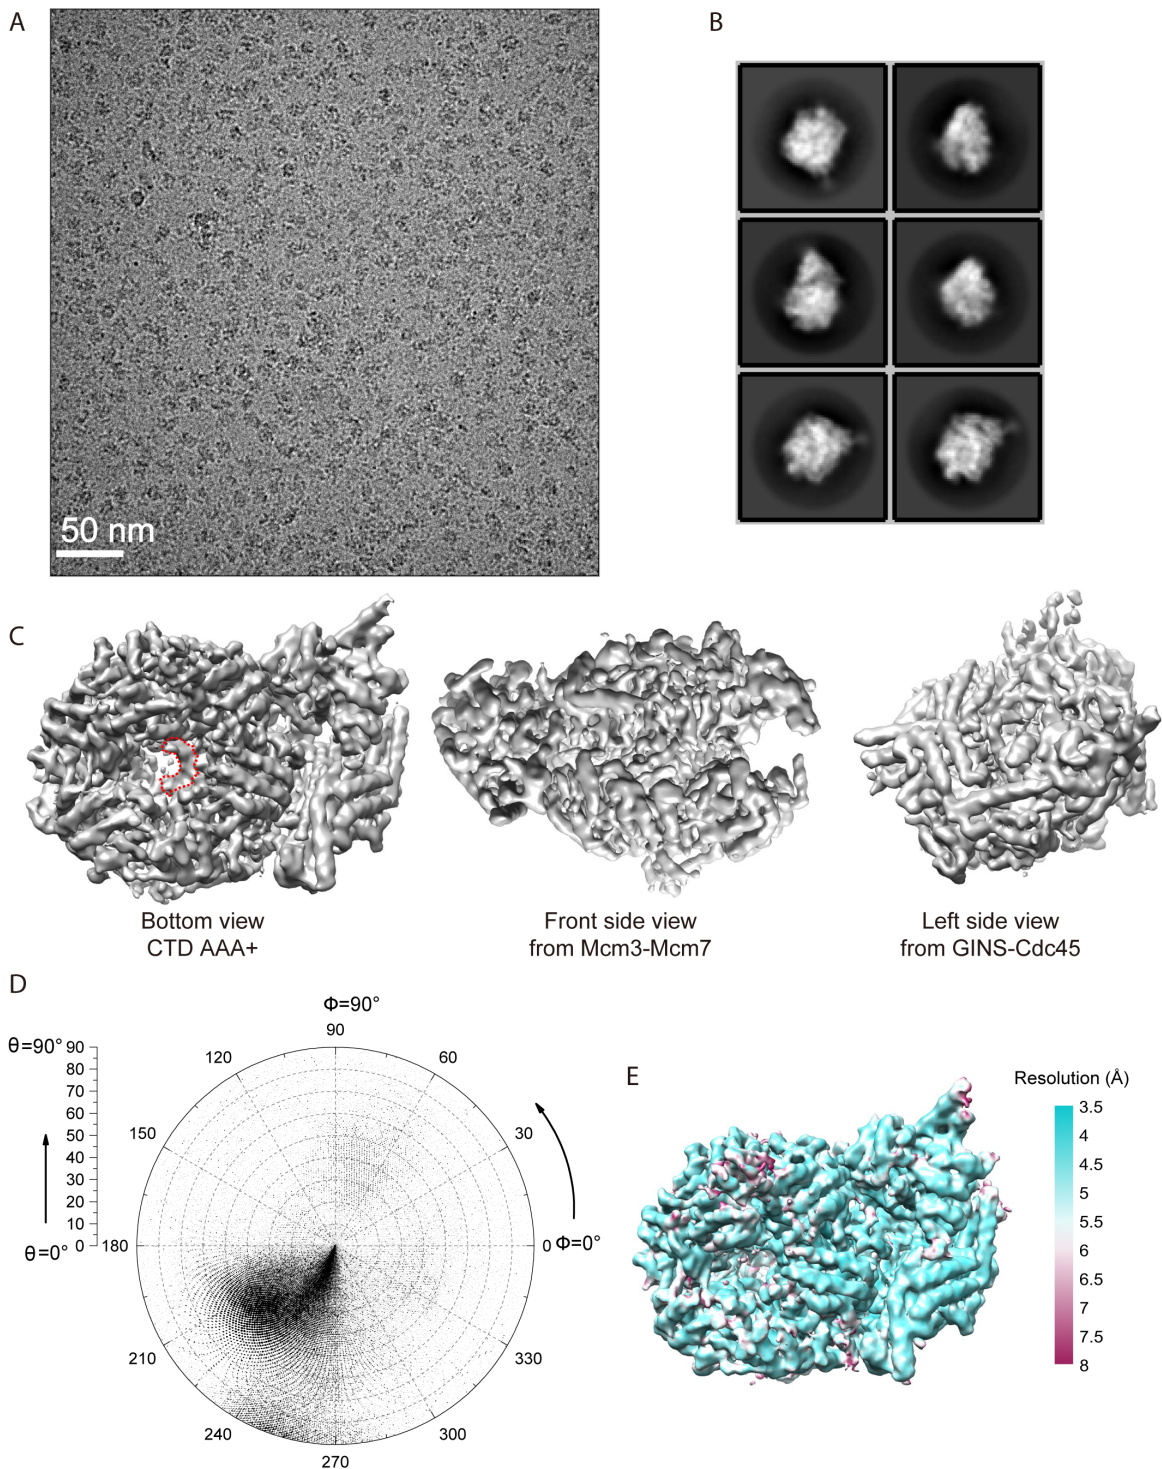 A
B
50 nm
C
Bottom view
CTD AAA+
Front side view
from Mcm3-Mcm7
Left side view
from GINS-Cdc45
D
Φ=90°
90
θ=90°
90
80
70
60
50
40
30
20
10
0
θ=0°
120
60
150
30
180
0
Φ=0°
210
330
240
300
270
E
Resolution (Å)
3.5
4
4.5
5
5.5
6
6.5
7
7.5
8